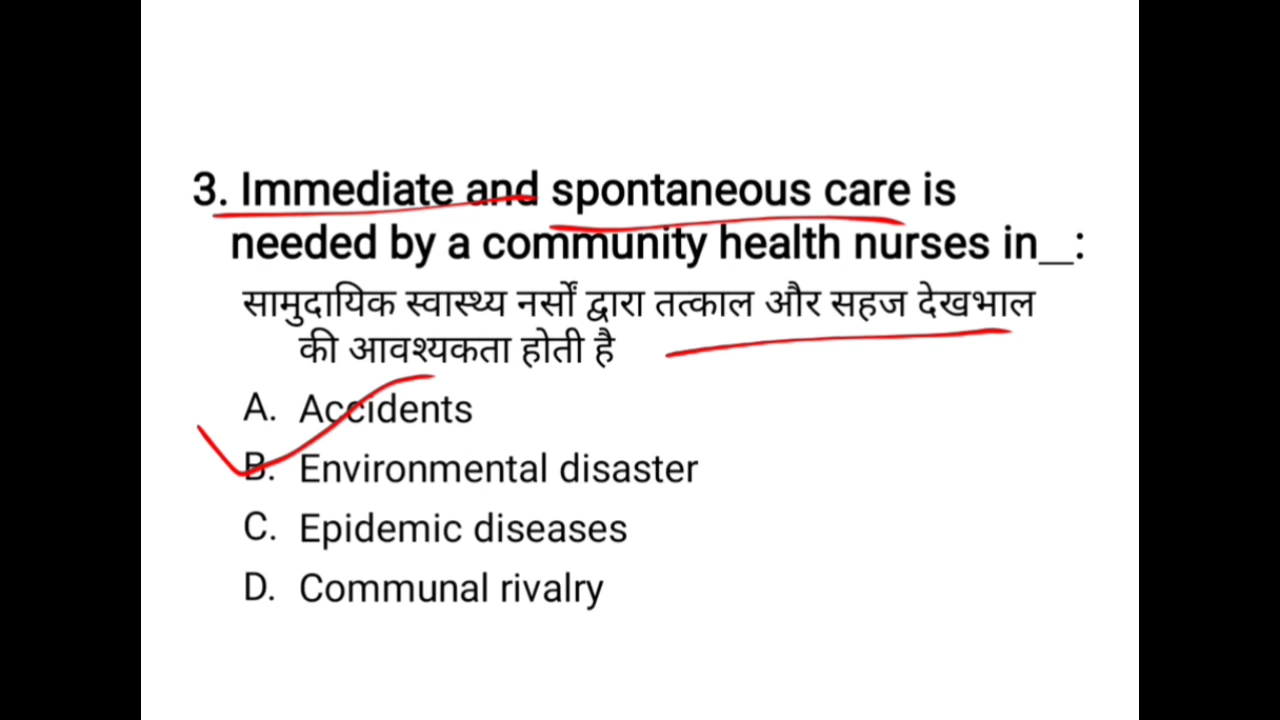 3. Immediate and spontaneous care is
needed by a community health nurses in__:
सामुदायिक स्वास्थ्य नर्सों द्वारा तत्काल और सहज देखभाल
की आवश्यकता होती है
A. Accidents
B. Environmental disaster
C. Epidemic diseases
D. Communal rivalry